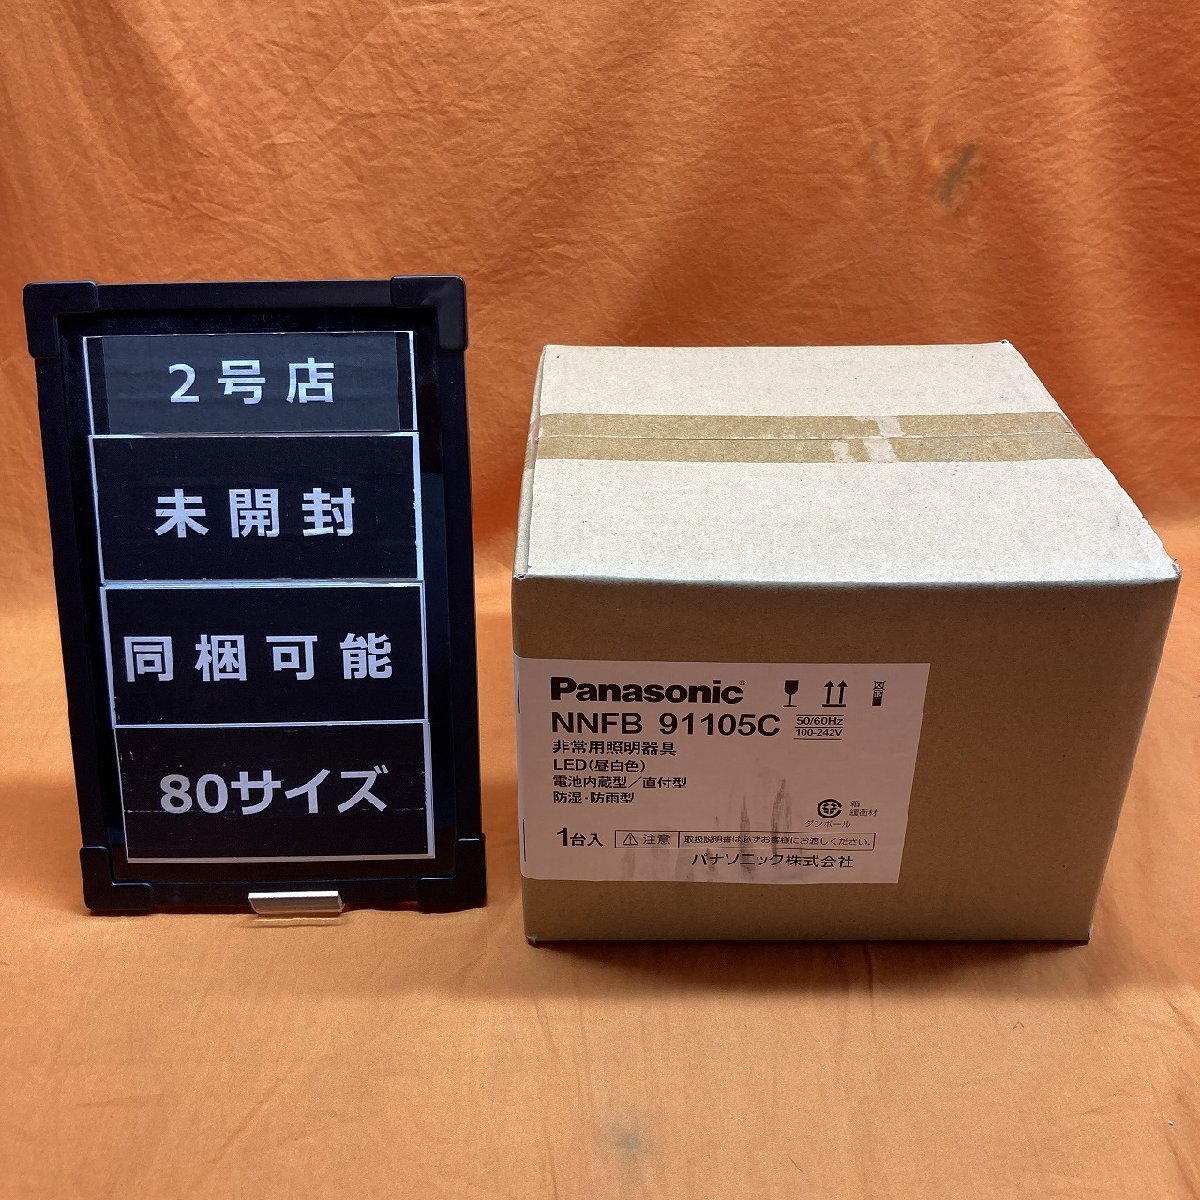 2号店
未開封
同梱可能
80サイズ
Panasonic®
NNFB 91105C
50/60Hz
100-242V
非常用照明器具
LED(昼白色)
電池内蔵型/直付型
防湿・防雨型
箱
緩衝材
ダンボール
1台入
注意
取扱説明書は必ずお客様にお渡しください。
パナソニック株式会社